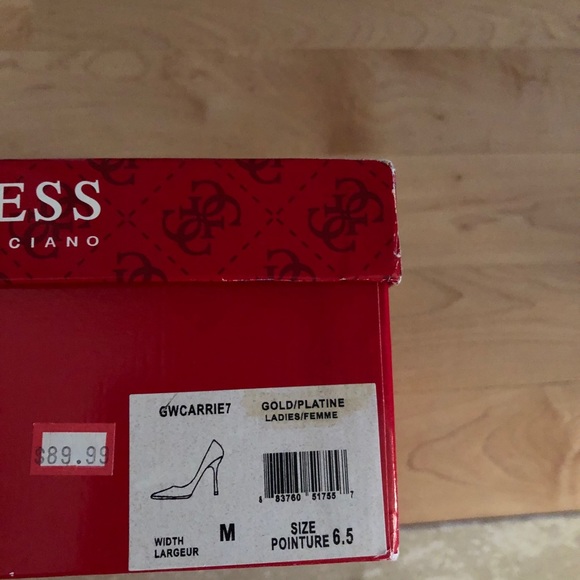 ESS
CIANO
GWCARRIE7
GOLD/PLATINE
LADIES/FEMME
$89.99
8 83760 51755 7
WIDTH
LARGEUR
M
SIZE
POINTURE 6.5